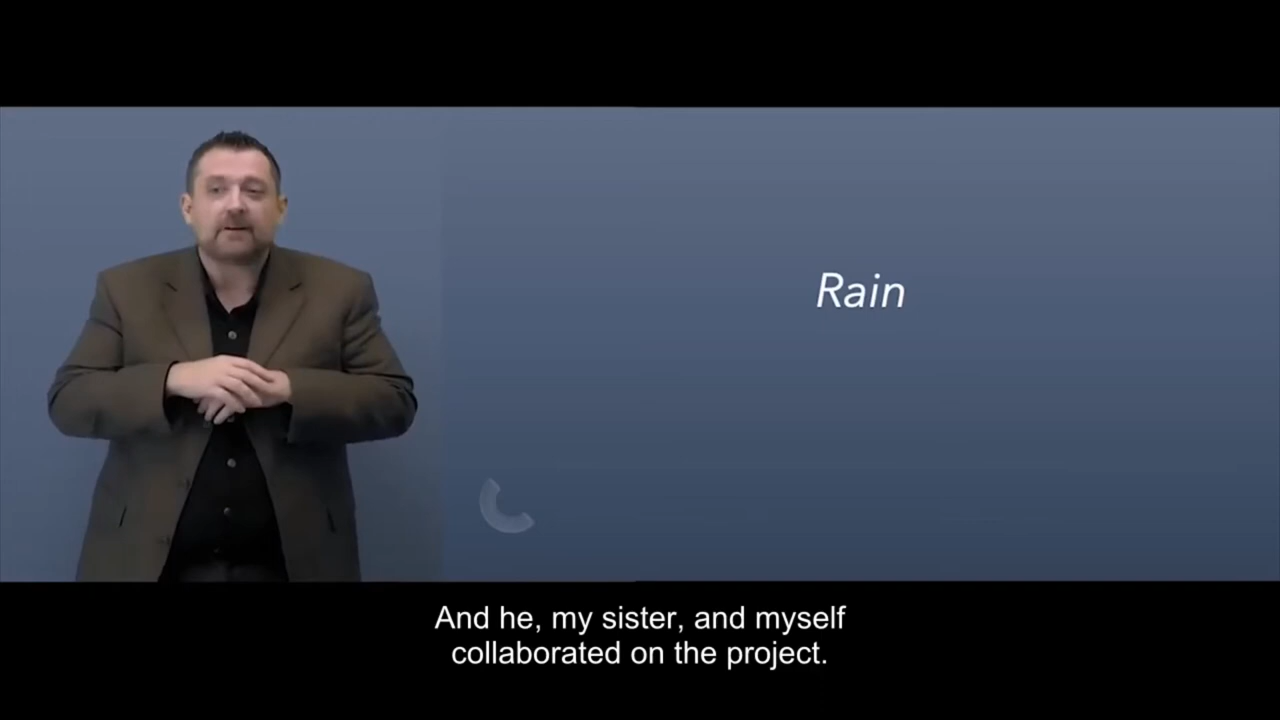 Rain
And he, my sister, and myself
collaborated on the project.